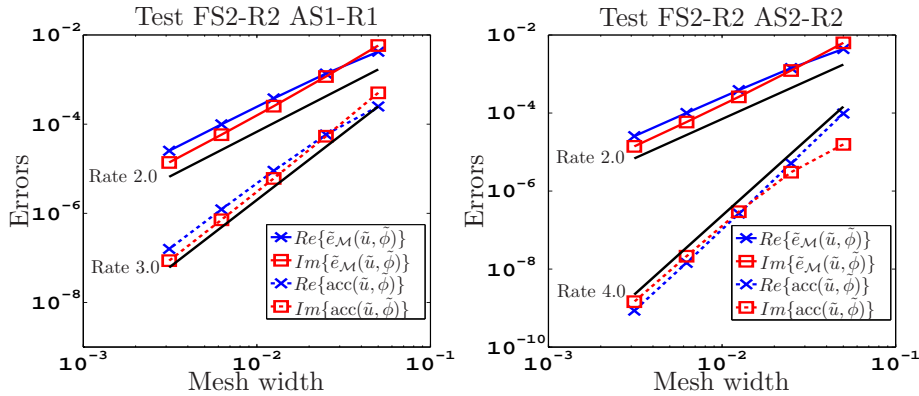 Test FS2-R2 AS1-R1
10^{-2}
10^{-4}
10^{-6}
10^{-8}
Errors
Rate 2.0
Rate 3.0
Re{ẽ_ℳ(ũ, φ̃)}
Im{ẽ_ℳ(ũ, φ̃)}
Re{acc(ũ, φ̃)}
Im{acc(ũ, φ̃)}
10^{-3}
10^{-2}
10^{-1}
Mesh width
Test FS2-R2 AS2-R2
10^{-2}
10^{-4}
10^{-6}
10^{-8}
10^{-10}
Errors
Rate 2.0
Rate 4.0
Re{ẽ_ℳ(ũ, φ̃)}
Im{ẽ_ℳ(ũ, φ̃)}
Re{acc(ũ, φ̃)}
Im{acc(ũ, φ̃)}
10^{-3}
10^{-2}
10^{-1}
Mesh width